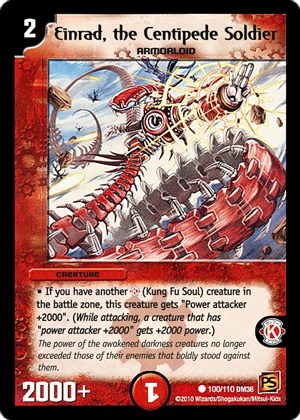 2
Einrad, the Centipede Soldier
ARMORLOID
CREATURE
▪ If you have another (Kung Fu Soul) creature in
the battle zone, this creature gets "Power attacker
+2000". (While attacking, a creature that has
"power attacker +2000" gets +2000 power.)
The power of the awakened darkness creatures no longer
exceeded those of their enemies that boldly stood against
them.
K
2000+
1
100/110 DM38
©2010 Wizards/Shogakukan/Mitsui-Kids
PS